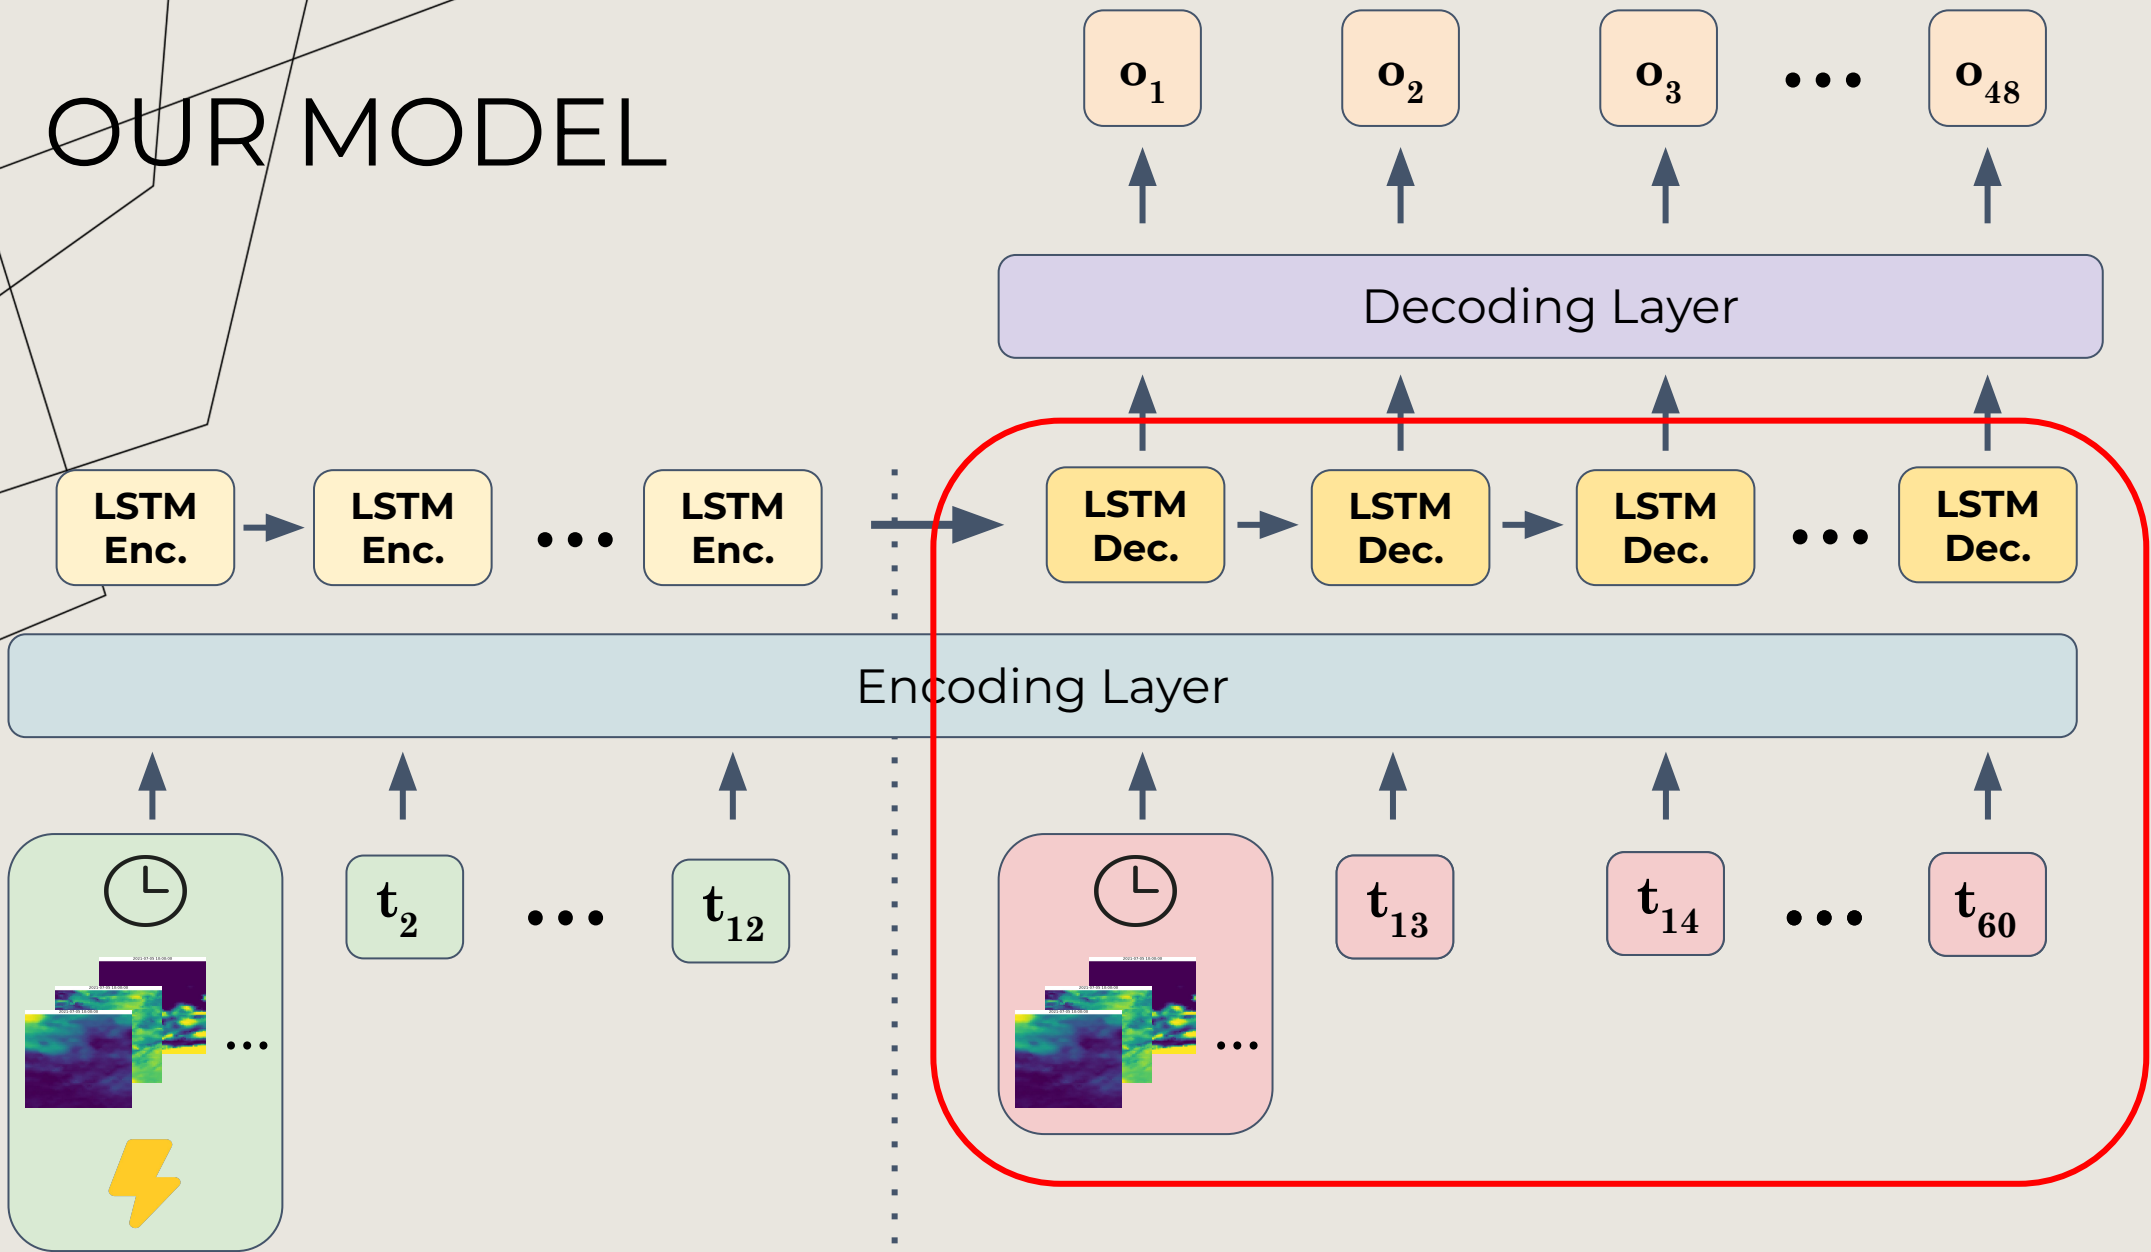 OUR MODEL
o1
o2
o3
...
o48
Decoding Layer
LSTM
Enc.
LSTM
Enc.
...
LSTM
Enc.
LSTM
Dec.
LSTM
Dec.
LSTM
Dec.
...
LSTM
Dec.
Encoding Layer
t2
...
t12
t13
t14
...
t60
...
...